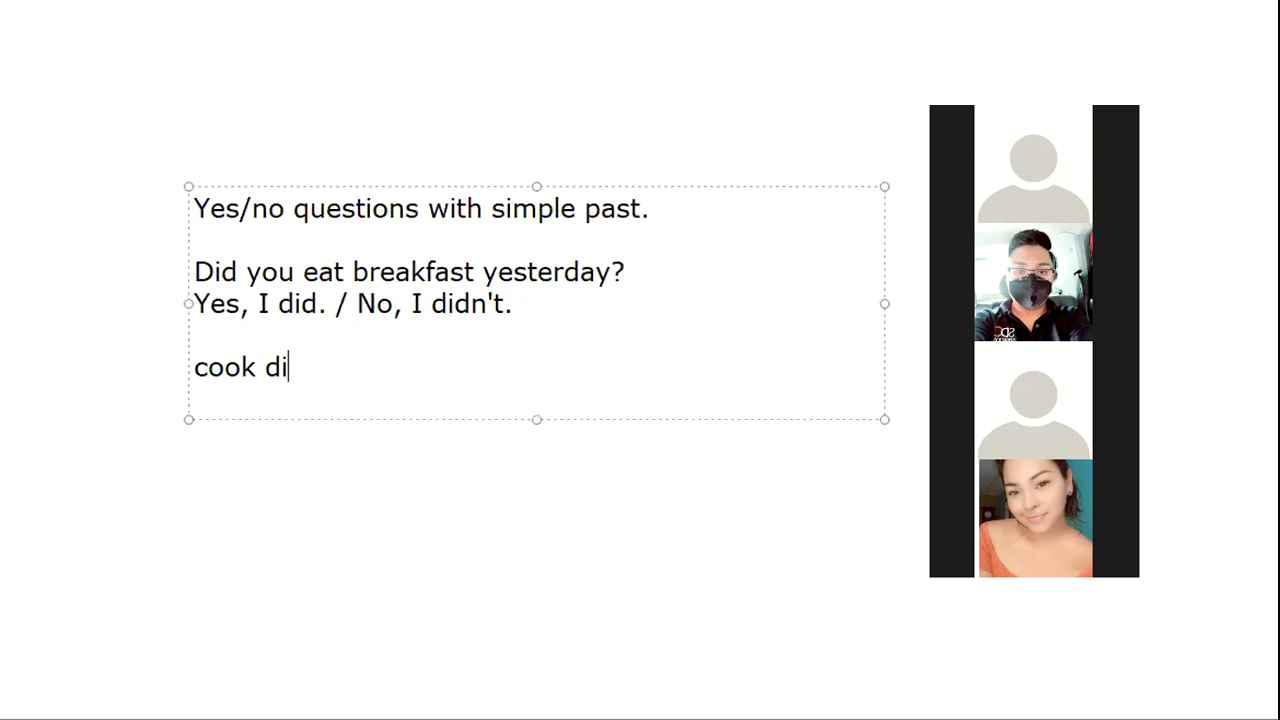 Yes/no questions with simple past.
Did you eat breakfast yesterday?
Yes, I did. / No, I didn't.
cook di